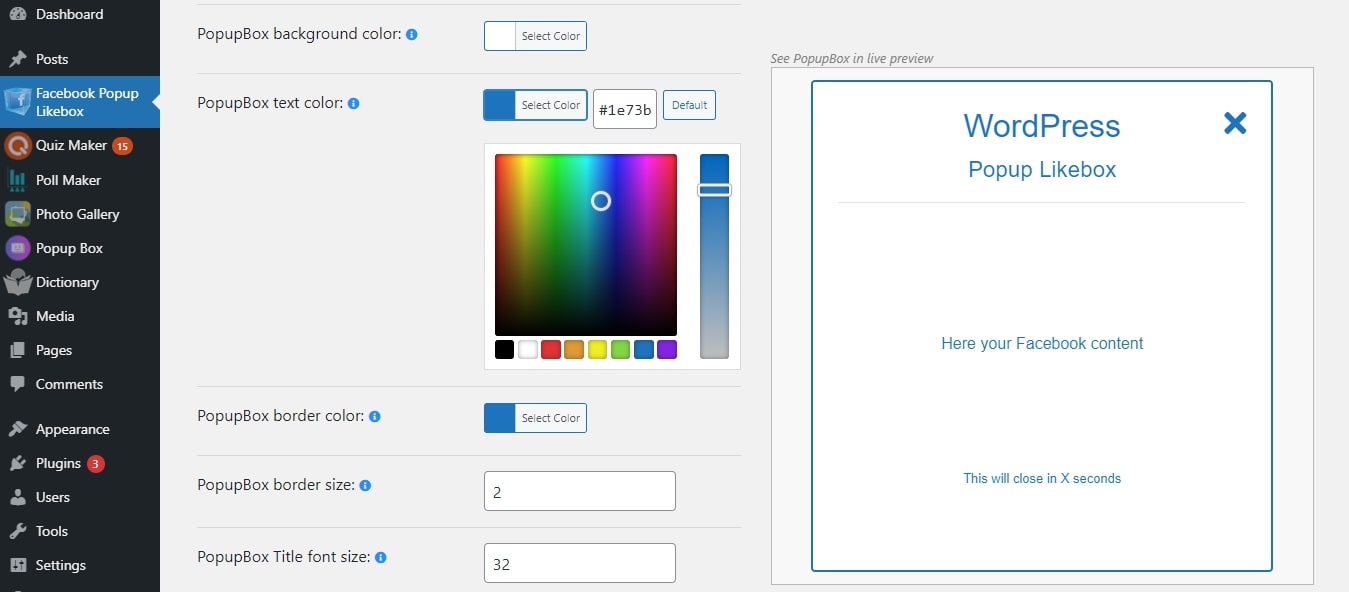 Dashboard
Posts
Facebook Popup
Likebox
Quiz Maker 15
Poll Maker
Photo Gallery
Popup Box
Dictionary
Media
Pages
Comments
Appearance
Plugins 3
Users
Tools
Settings
PopupBox background color:
Select Color
PopupBox text color:
Select Color
#1e73b
Default
PopupBox border color:
Select Color
PopupBox border size:
2
PopupBox Title font size:
32
See PopupBox in live preview
WordPress
Popup Likebox
Here your Facebook content
This will close in X seconds